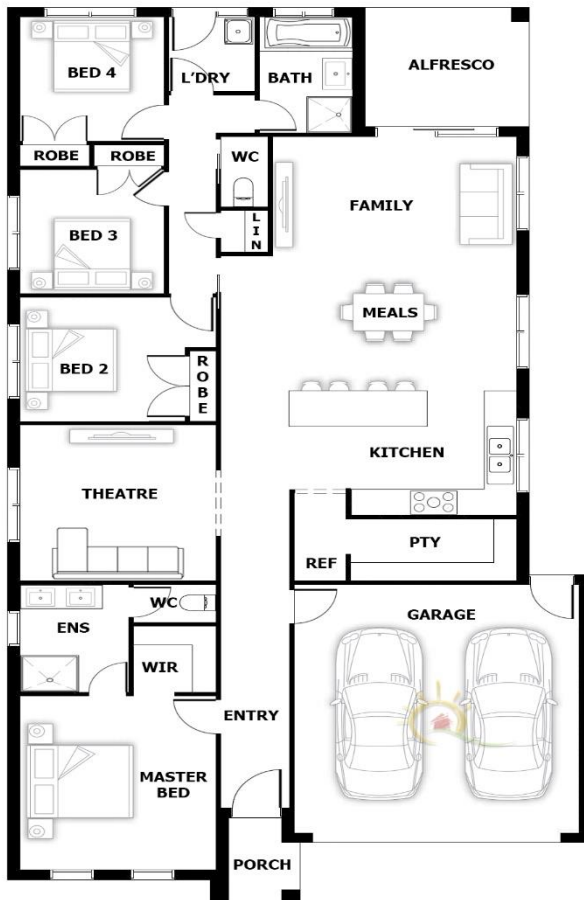 ALFRESCO
BED 4
L'DRY
BATH
ROBE
ROBE
WC
LIN
FAMILY
BED 3
MEALS
BED 2
ROBE
KITCHEN
THEATRE
PTY
REF
WC
GARAGE
ENS
WIR
ENTRY
MASTER
BED
PORCH